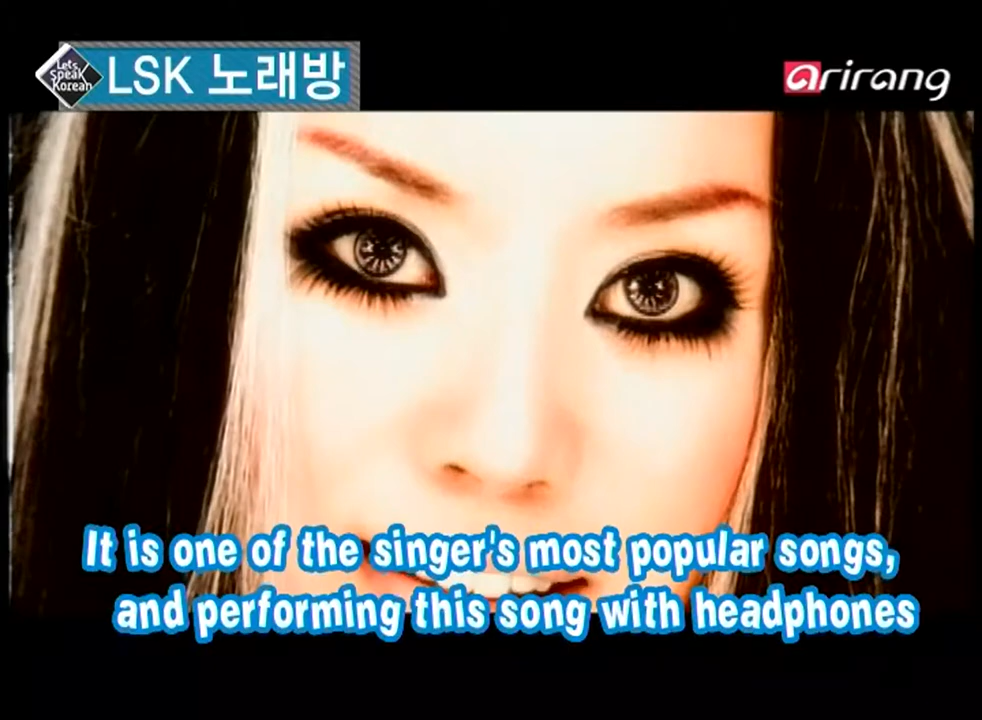 Let's
Speak
Korean
LSK 노래방
arirang
It is one of the singer's most popular songs,
and performing this song with headphones